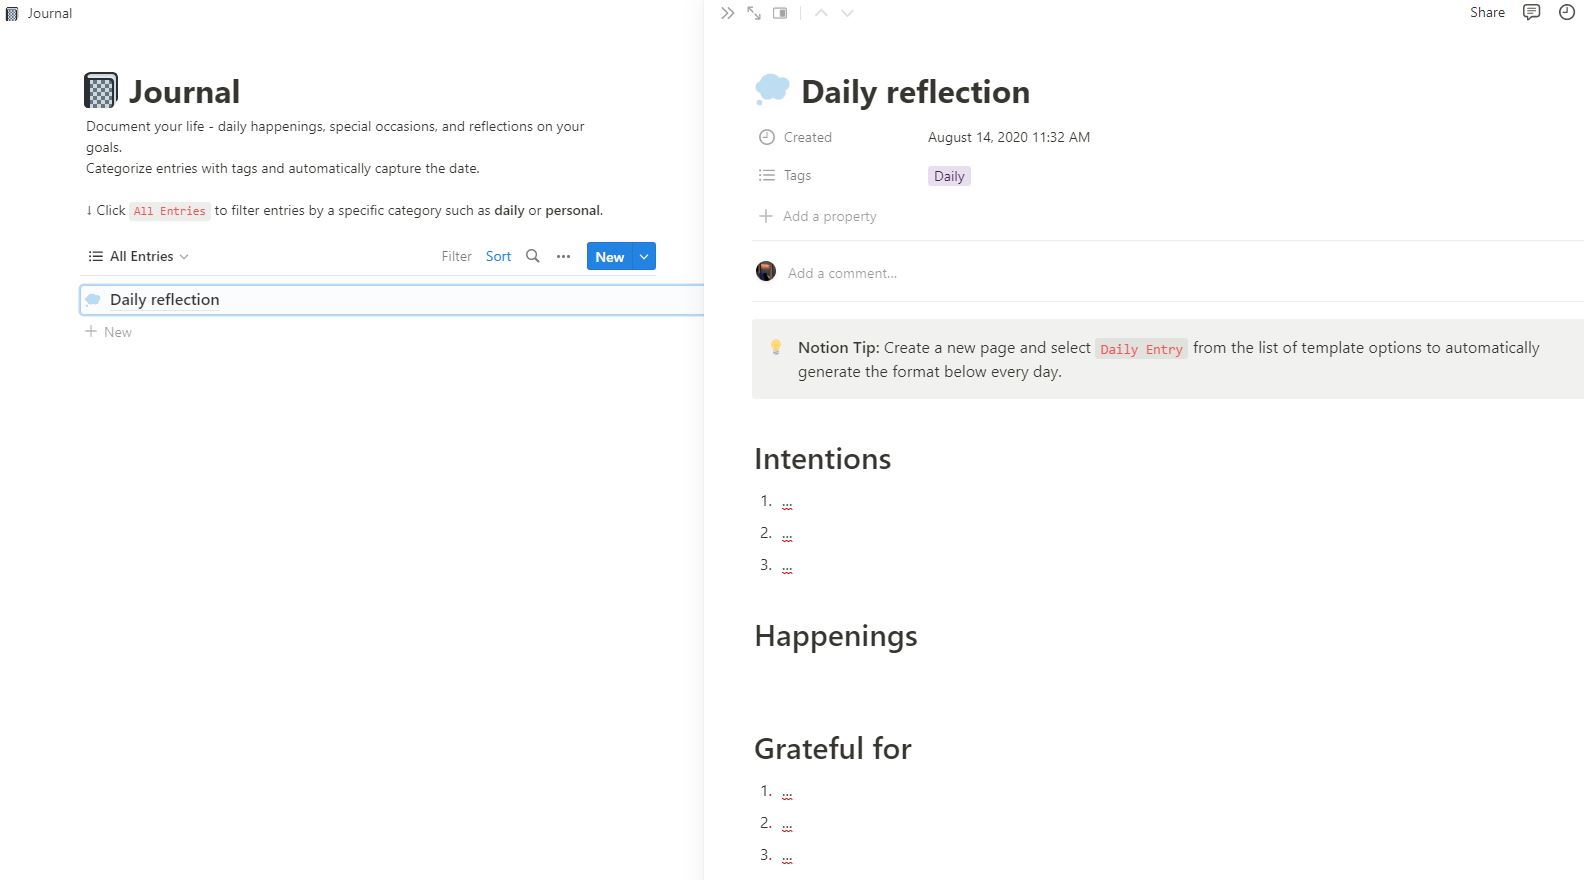 Journal
Journal
Document your life - daily happenings, special occasions, and reflections on your
goals.
Categorize entries with tags and automatically capture the date.
↓ Click All Entries to filter entries by a specific category such as daily or personal.
All Entries Filter Sort New
Daily reflection
+ New
Share
Daily reflection
Created August 14, 2020 11:32 AM
Tags Daily
+ Add a property
Add a comment...
Notion Tip: Create a new page and select Daily Entry from the list of template options to automatically
generate the format below every day.
Intentions
1. ...
2. ...
3. ...
Happenings
Grateful for
1. ...
2. ...
3. ...